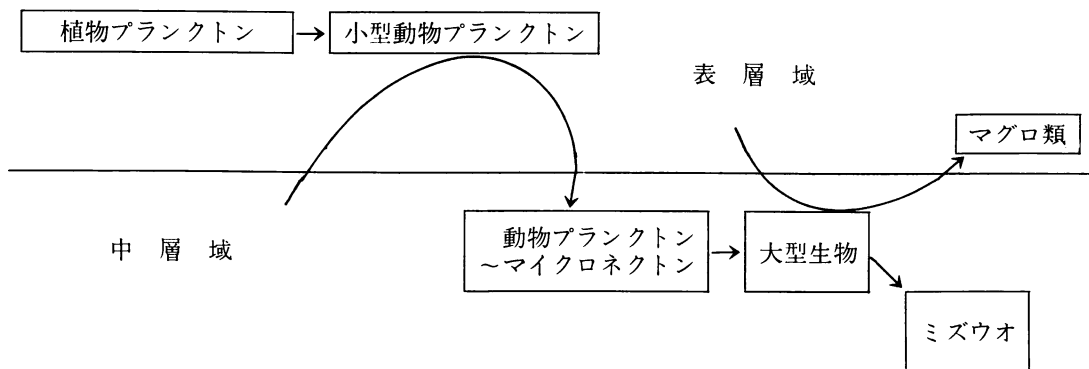 植物プランクトン
小型動物プランクトン
表層域
マグロ類
中層域
動物プランクトン
～マイクロネクトン
大型生物
ミズウオ